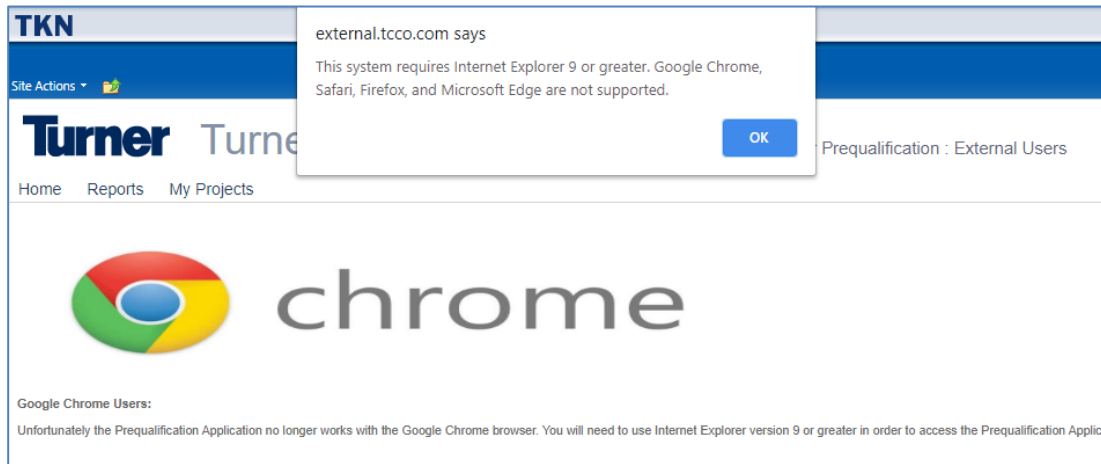 TKN
external.tcco.com says
This system requires Internet Explorer 9 or greater. Google Chrome,
Safari, Firefox, and Microsoft Edge are not supported.
OK
Site Actions
Turner Turne Prequalification : External Users
Home Reports My Projects
chrome
Google Chrome Users:
Unfortunately the Prequalification Application no longer works with the Google Chrome browser. You will need to use Internet Explorer version 9 or greater in order to access the Prequalification Applic